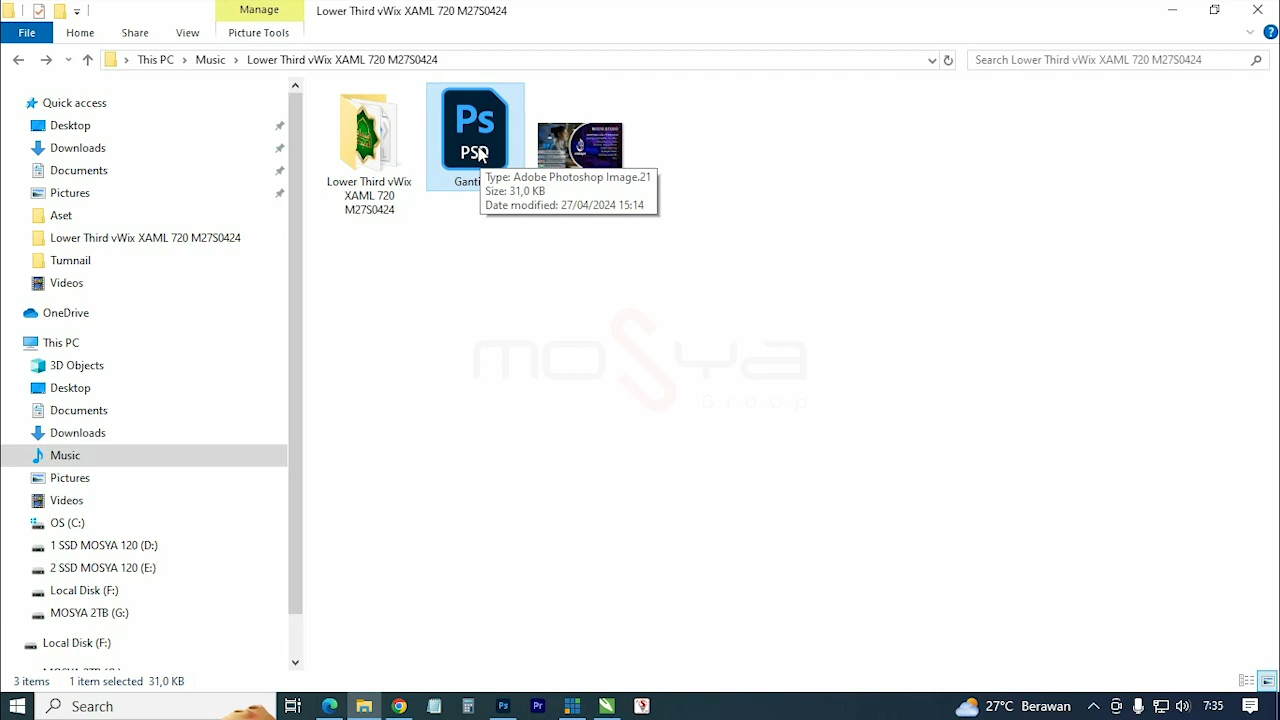 Manage
Lower Third vWix XAML 720 M27S0424
File
Home
Share
View
Picture Tools
This PC
Music
Lower Third vWix XAML 720 M27S0424
Search Lower Third vWix XAML 720 M27S0424
Quick access
Desktop
Downloads
Documents
Pictures
Aset
Lower Third vWix XAML 720 M27S0424
Tumnail
Videos
OneDrive
This PC
3D Objects
Desktop
Documents
Downloads
Music
Pictures
Videos
OS (C:)
1 SSD MOSYA 120 (D:)
2 SSD MOSYA 120 (E:)
Local Disk (F:)
MOSYA 2TB (G:)
Local Disk (F:)
Lower Third vWix XAML 720 M27S0424
Ps
PSD
Ganti
Type: Adobe Photoshop Image.21
Size: 31,0 KB
Date modified: 27/04/2024 15:14
moSya
Group
3 items
1 item selected
31,0 KB
Search
Ps
Pr
27°C Berawan
7:35